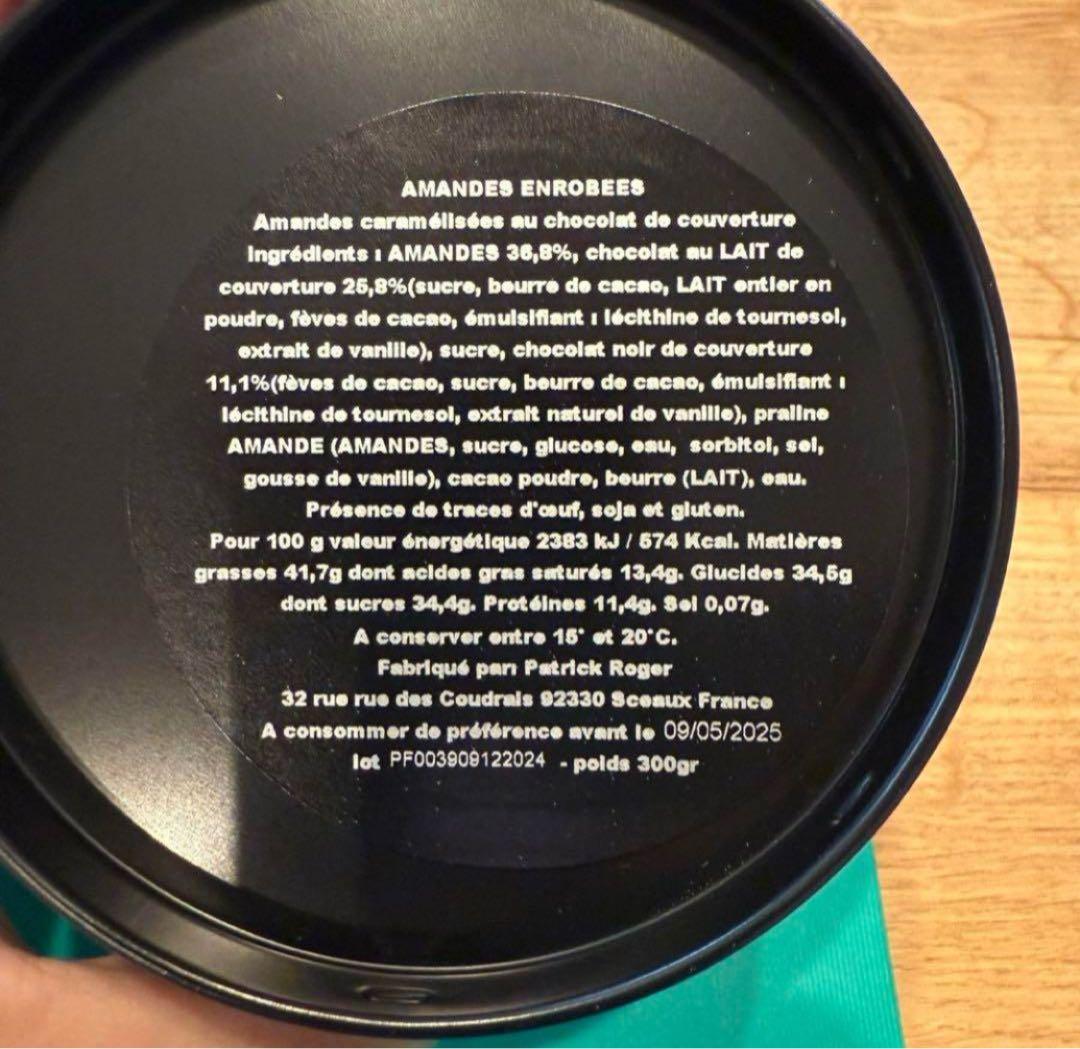 AMANDES ENROBEES
Amandes caramélisées au chocolat de couverture
Ingrédients : AMANDES 36,8%, chocolat au LAIT de
couverture 25,8%(sucre, beurre de cacao, LAIT entier en
poudre, fèves de cacao, émulsifiant : lécithine de tournesol,
extrait de vanille), sucre, chocolat noir de couverture
11,1%(fèves de cacao, sucre, beurre de cacao, émulsifiant :
lécithine de tournesol, extrait naturel de vanille), praline
AMANDE (AMANDES, sucre, glucose, eau, sorbitol, sel,
gousse de vanille), cacao poudre, beurre (LAIT), eau.
Présence de traces d'œuf, soja et gluten.
Pour 100 g valeur énergétique 2383 kJ / 574 Kcal. Matières
grasses 41,7g dont acides gras saturés 13,4g. Glucides 34,5g
dont sucres 34,4g. Protéines 11,4g. Sel 0,07g.
A conserver entre 15° et 20°C.
Fabriqué par: Patrick Roger
32 rue rue des Coudrais 92330 Sceaux France
A consommer de préférence avant le 09/05/2025
lot PF003909122024 - poids 300gr